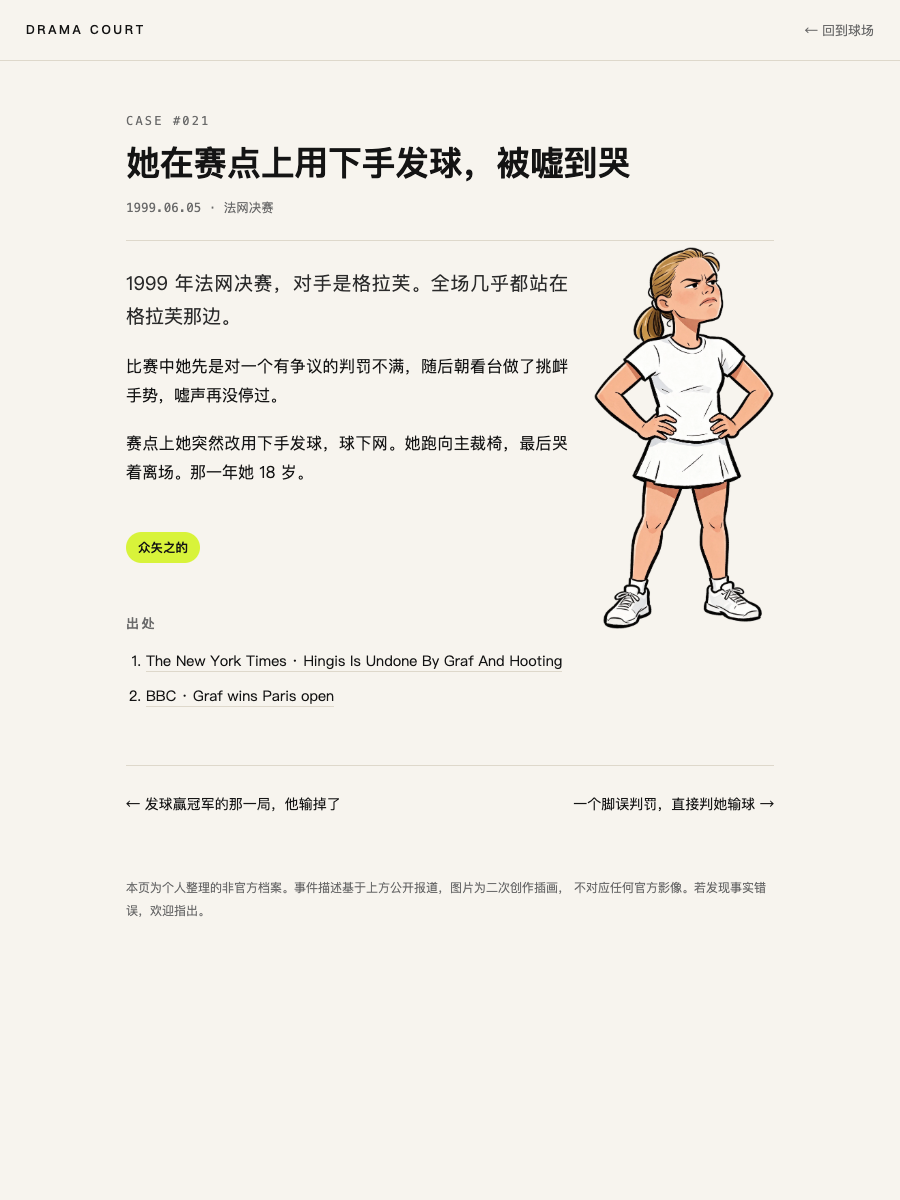 DRAMA COURT
← 回到球场
CASE #021
她在赛点上用下手发球，被嘘到哭
1999.06.05 · 法网决赛
1999 年法网决赛，对手是格拉芙。全场几乎都站在
格拉芙那边。
比赛中她先是对一个有争议的判罚不满，随后朝看台做了挑衅
手势，嘘声再没停过。
赛点上她突然改用下手发球，球下网。她跑向主裁椅，最后哭
着离场。那一年她 18 岁。
众矢之的
出处
1. The New York Times · Hingis Is Undone By Graf And Hooting
2. BBC · Graf wins Paris open
← 发球赢冠军的那一局，他输掉了
一个脚误判罚，直接判她输球 →
本页为个人整理的非官方档案。事件描述基于上方公开报道，图片为二次创作插画， 不对应任何官方影像。若发现事实错
误，欢迎指出。